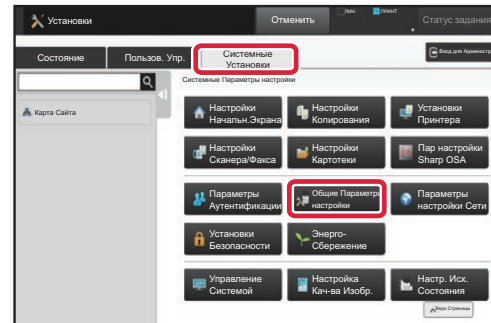 Установки
Отменить
ЛИН.
ПРИНТ
Статус задания
Состояние
Пользов. Упр.
Системные
Установки
Вход для Администр
Системные Параметры настройки
Карта Сайта
Настройки
Начальн.Экрана
Настройки
Копирования
Установки
Принтера
Настройки
Сканера/Факса
Настройки
Картотеки
Пар настройки
Sharp OSA
Параметры
Аутентификации
Общие Параметры
настройки
Параметры
настройки Сети
Установки
Безопасности
Энерго-
Сбережение
Управление
Системой
Настройка
Кач-ва Изобр.
Настр. Исх.
Состояния
Верх Страницы